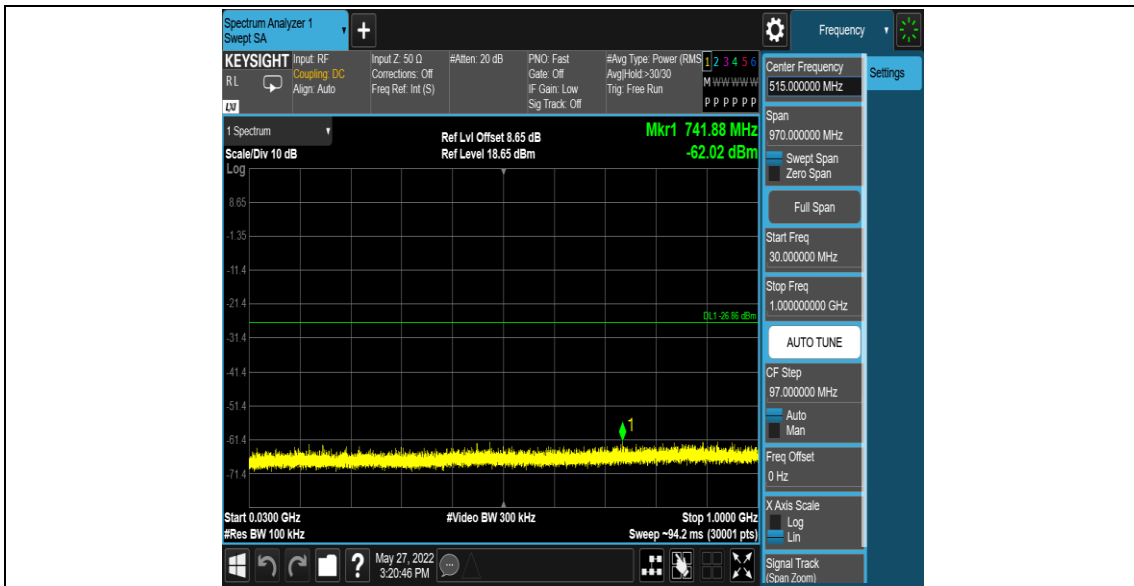 Spectrum Analyzer 1
Swept SA
+
Frequency
KEYSIGHT
RL
LXI
Input: RF
Coupling: DC
Align: Auto
Input Z: 50 Ω
Corrections: Off
Freq Ref: Int (S)
#Atten: 20 dB
PNO: Fast
Gate: Off
IF Gain: Low
Sig Track: Off
#Avg Type: Power (RMS
Avg|Hold:>30/30
Trig: Free Run
1 2 3 4 5 6
M W W W W W
P P P P P P
1 Spectrum
Scale/Div 10 dB
Log
Ref Lvl Offset 8.65 dB
Ref Level 18.65 dBm
Mkr1 741.88 MHz
-62.02 dBm
8.65
-1.35
-11.4
-21.4
DL1 -26.86 dBm
-31.4
-41.4
-51.4
1
-61.4
-71.4
Start 0.0300 GHz
#Res BW 100 kHz
#Video BW 300 kHz
Stop 1.0000 GHz
Sweep ~94.2 ms (30001 pts)
?
May 27, 2022
3:20:46 PM
Center Frequency
515.000000 MHz
Settings
Span
970.000000 MHz
Swept Span
Zero Span
Full Span
Start Freq
30.000000 MHz
Stop Freq
1.000000000 GHz
AUTO TUNE
CF Step
97.000000 MHz
Auto
Man
Freq Offset
0 Hz
X Axis Scale
Log
Lin
Signal Track
(Span Zoom)